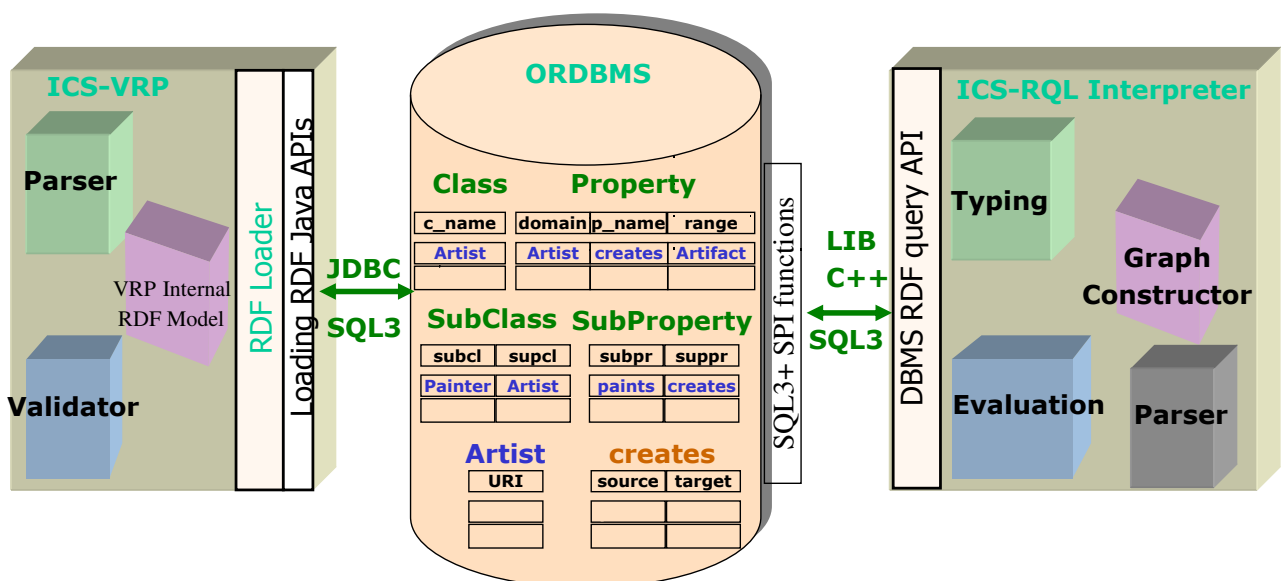 ICS-VRP
Parser
VRP Internal
RDF Model
Validator
RDF Loader
Loading RDF Java APIs
JDBC
SQL3
ORDBMS
Class Property
c_name domain p_name range
Artist Artist creates Artifact
SubClass SubProperty
subcl supcl subpr suppr
Painter Artist paints creates
Artist creates
URI source target
SQL3+ SPI functions
LIB
C++
SQL3
DBMS RDF query API
ICS-RQL Interpreter
Typing
Graph
Constructor
Evaluation
Parser